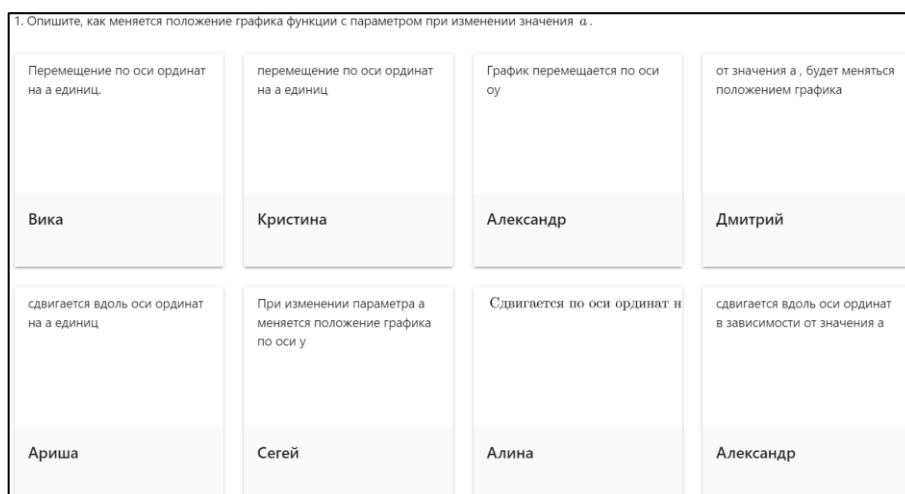 1. Опишите, как меняется положение графика функции с параметром при изменении значения a.
Перемещение по оси ординат
на а единиц.
Вика
перемещение по оси ординат
на а единиц
Кристина
График перемещается по оси
оу
Александр
от значения а , будет меняться
положением графика
Дмитрий
сдвигается вдоль оси ординат
на а единиц
Ариша
При изменении параметра а
меняется положение графика
по оси у
Сегей
Сдвигается по оси ординат н
Алина
сдвигается вдоль оси ординат
в зависимости от значения а
Александр